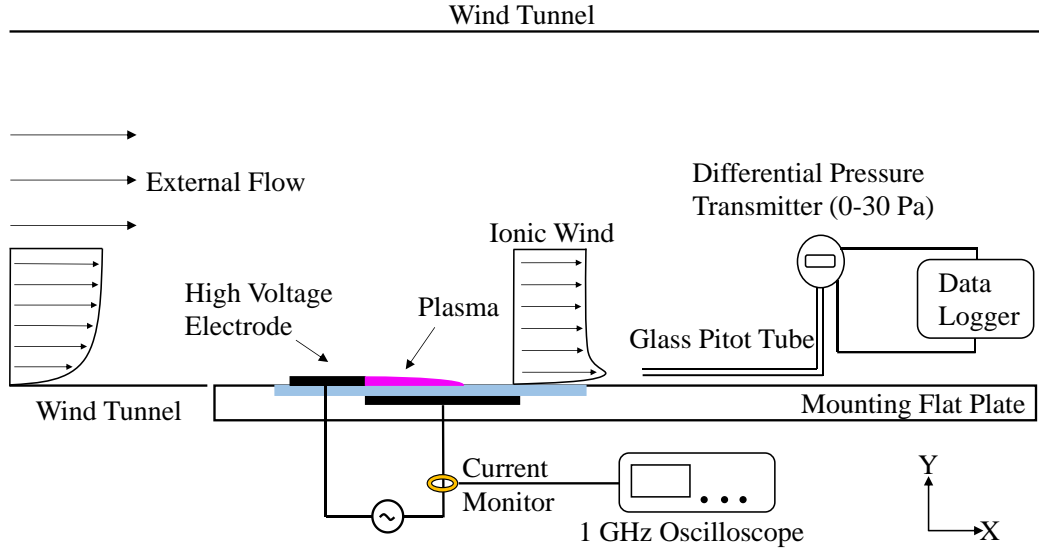 Wind Tunnel
External Flow
Differential Pressure
Transmitter (0-30 Pa)
Ionic Wind
High Voltage
Electrode
Plasma
Data
Logger
Glass Pitot Tube
Wind Tunnel
Mounting Flat Plate
Current
Monitor
Y
X
1 GHz Oscilloscope